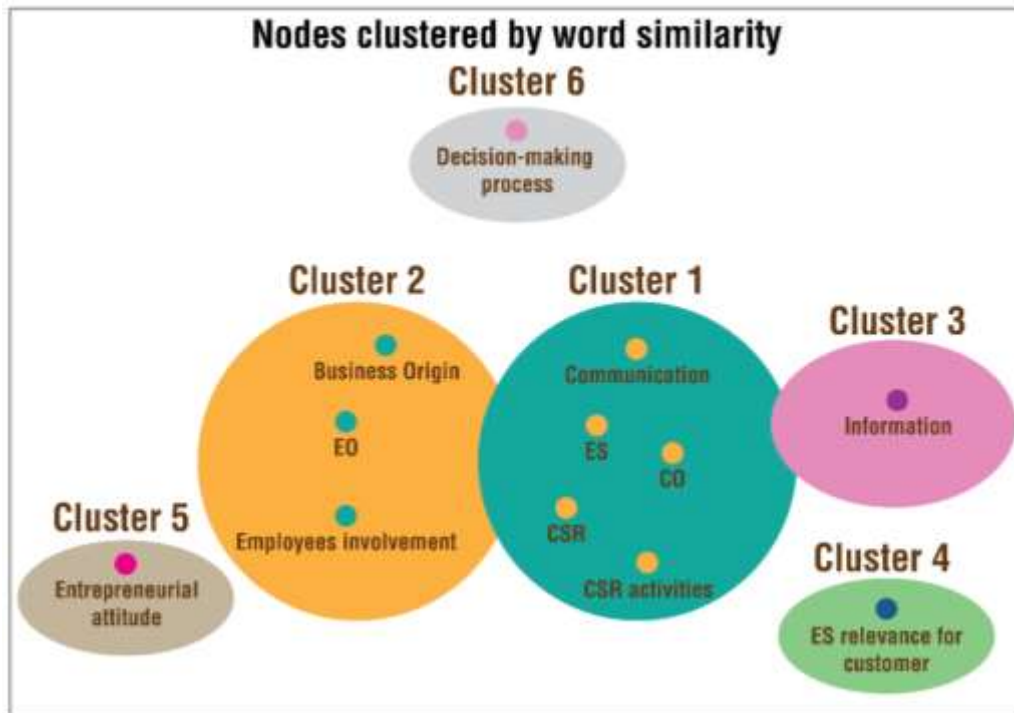 Nodes clustered by word similarity
Cluster 6
Decision-making
process
Cluster 2
Business Origin
EO
Employees involvement
Cluster 1
Communication
ES
CO
CSR
CSR activities
Cluster 3
Information
Cluster 5
Entrepreneurial
attitude
Cluster 4
ES relevance for
customer